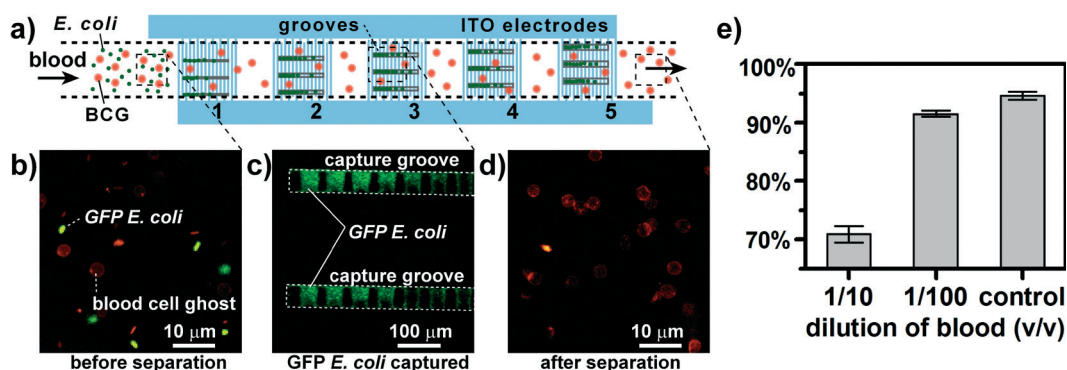 a)
E. coli
grooves
ITO electrodes
blood
BCG
1
2
3
4
5
b)
GFP E. coli
blood cell ghost
10 μm
before separation
c)
capture groove
GFP E. coli
capture groove
100 μm
GFP E. coli captured
d)
10 μm
after separation
e)
100%
90%
80%
70%
1/10 1/100 control
dilution of blood (v/v)